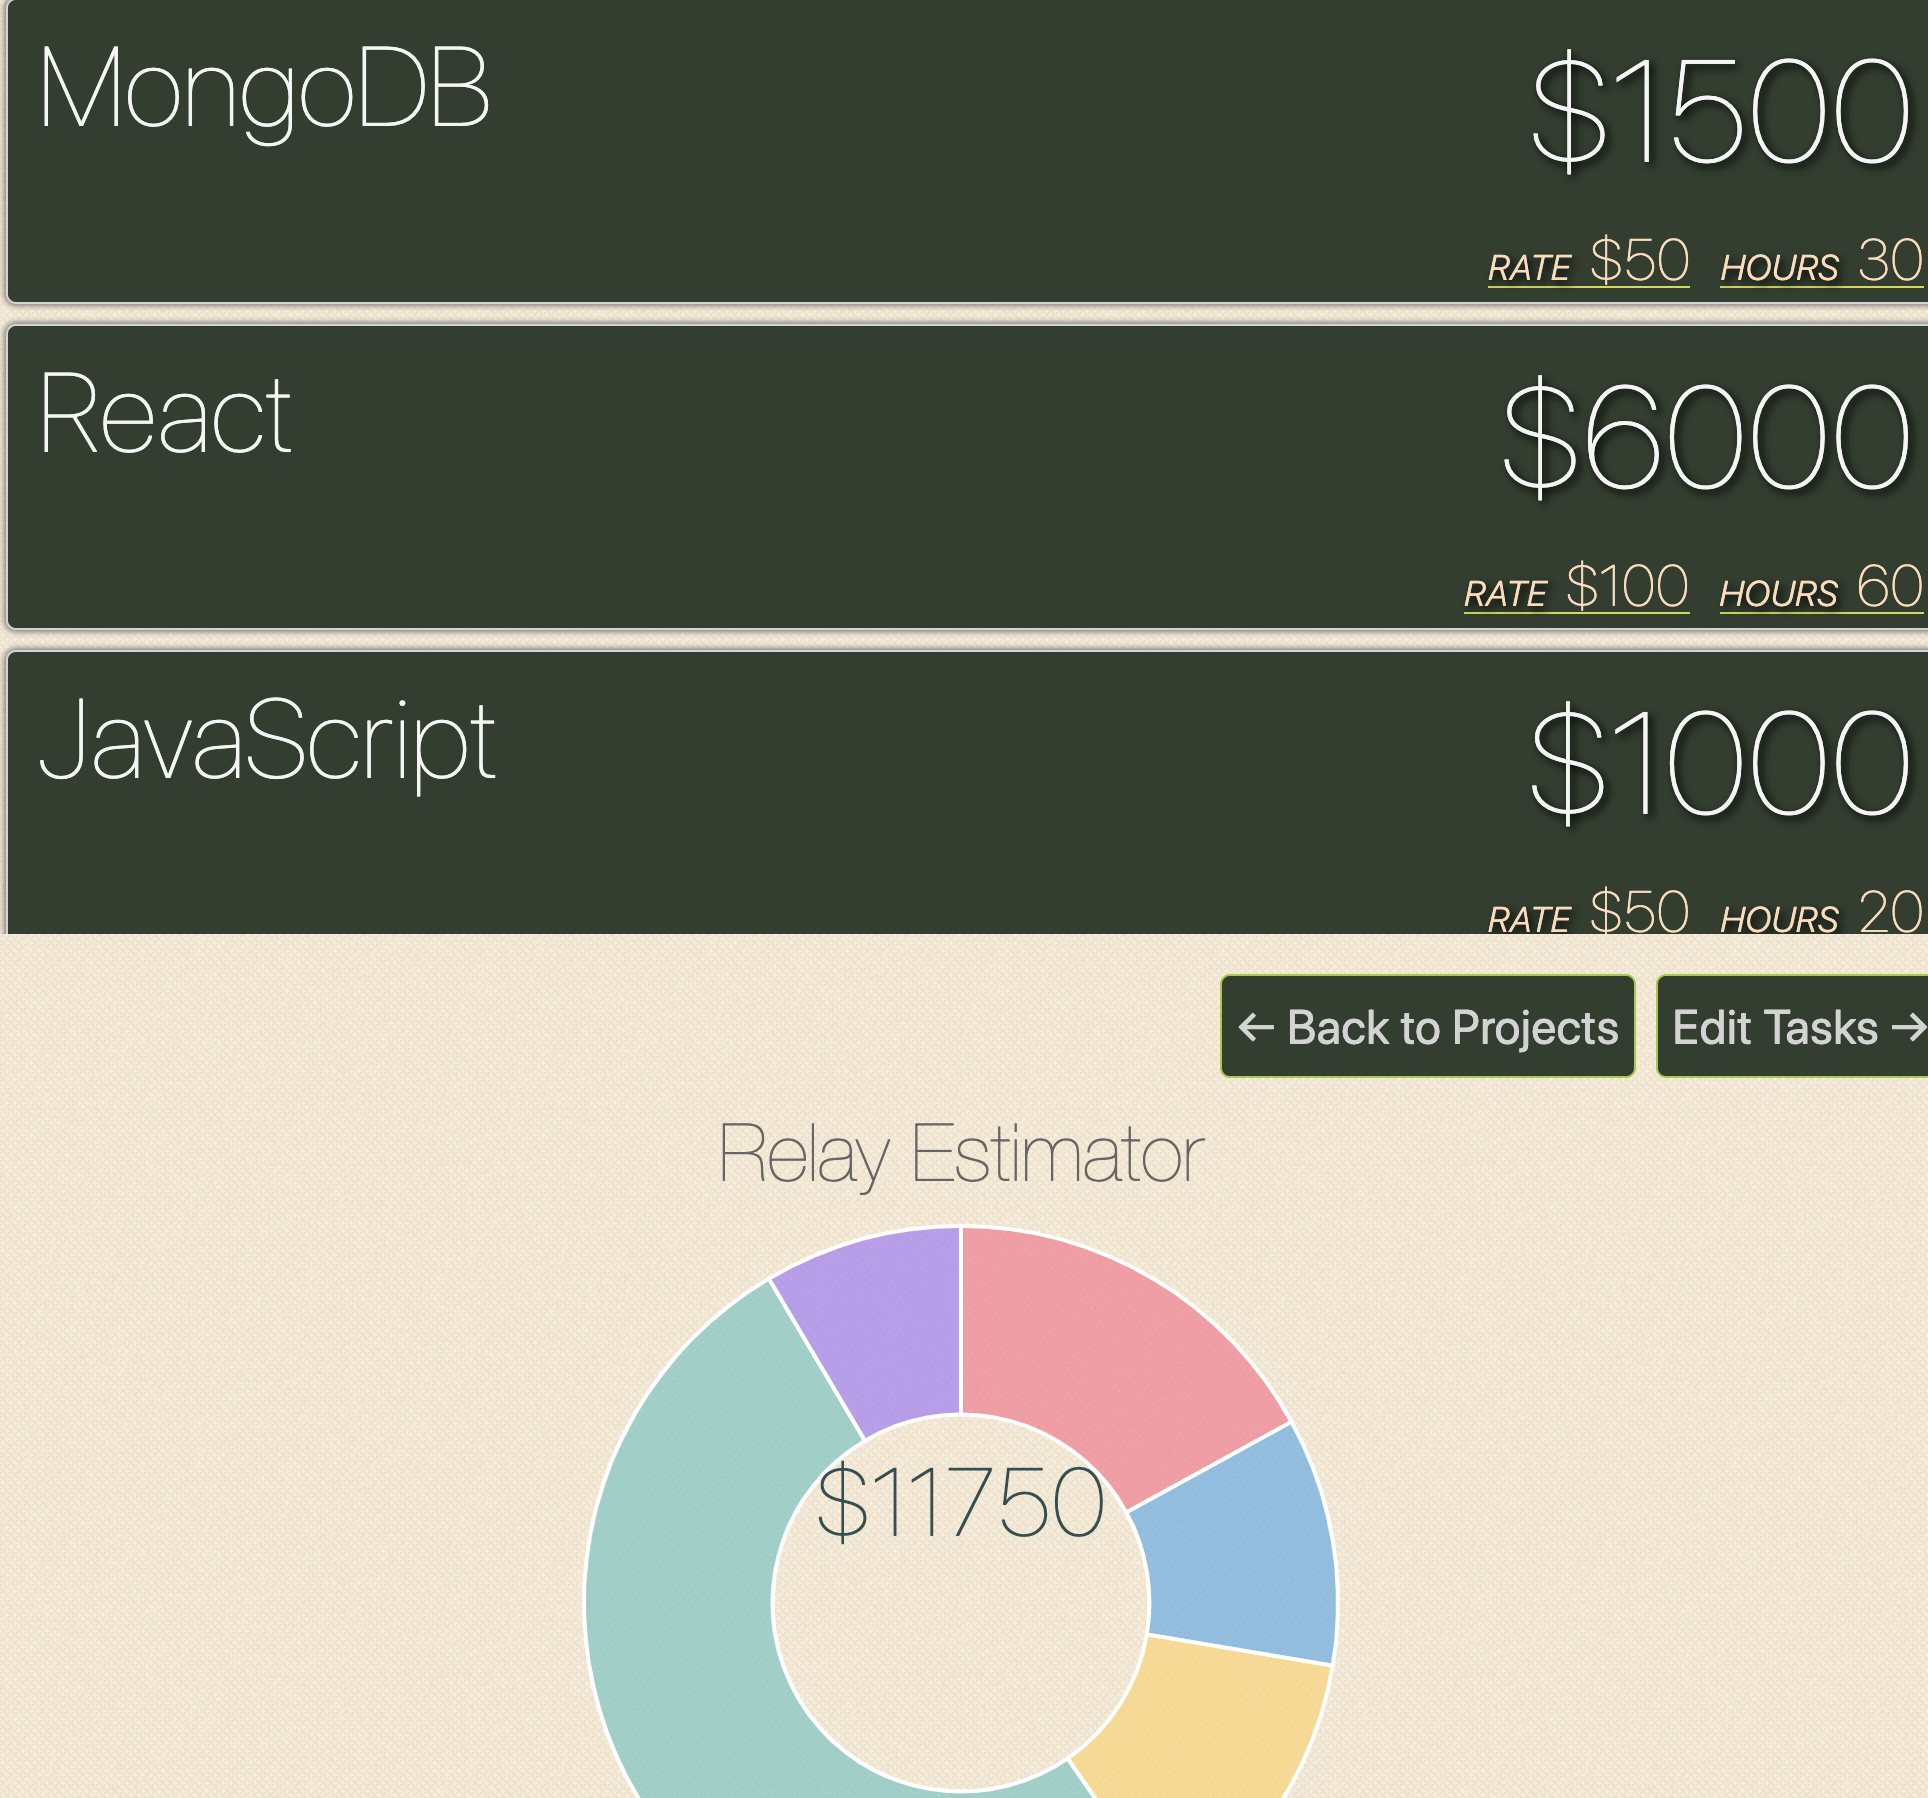 MongoDB
$1500
RATE $50 HOURS 30
React
$6000
RATE $100 HOURS 60
JavaScript
$1000
RATE $50 HOURS 20
← Back to Projects
Edit Tasks →
Relay Estimator
$11750